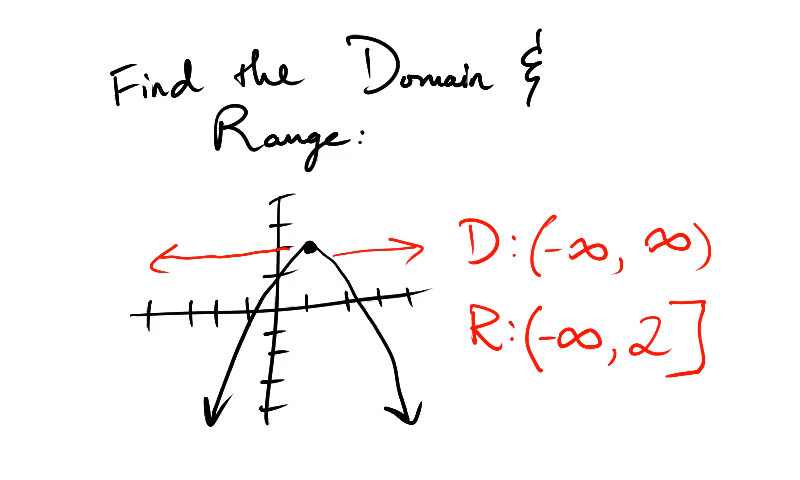 Find the Domain &
Range:
D: (-∞, ∞)
R: (-∞, 2]